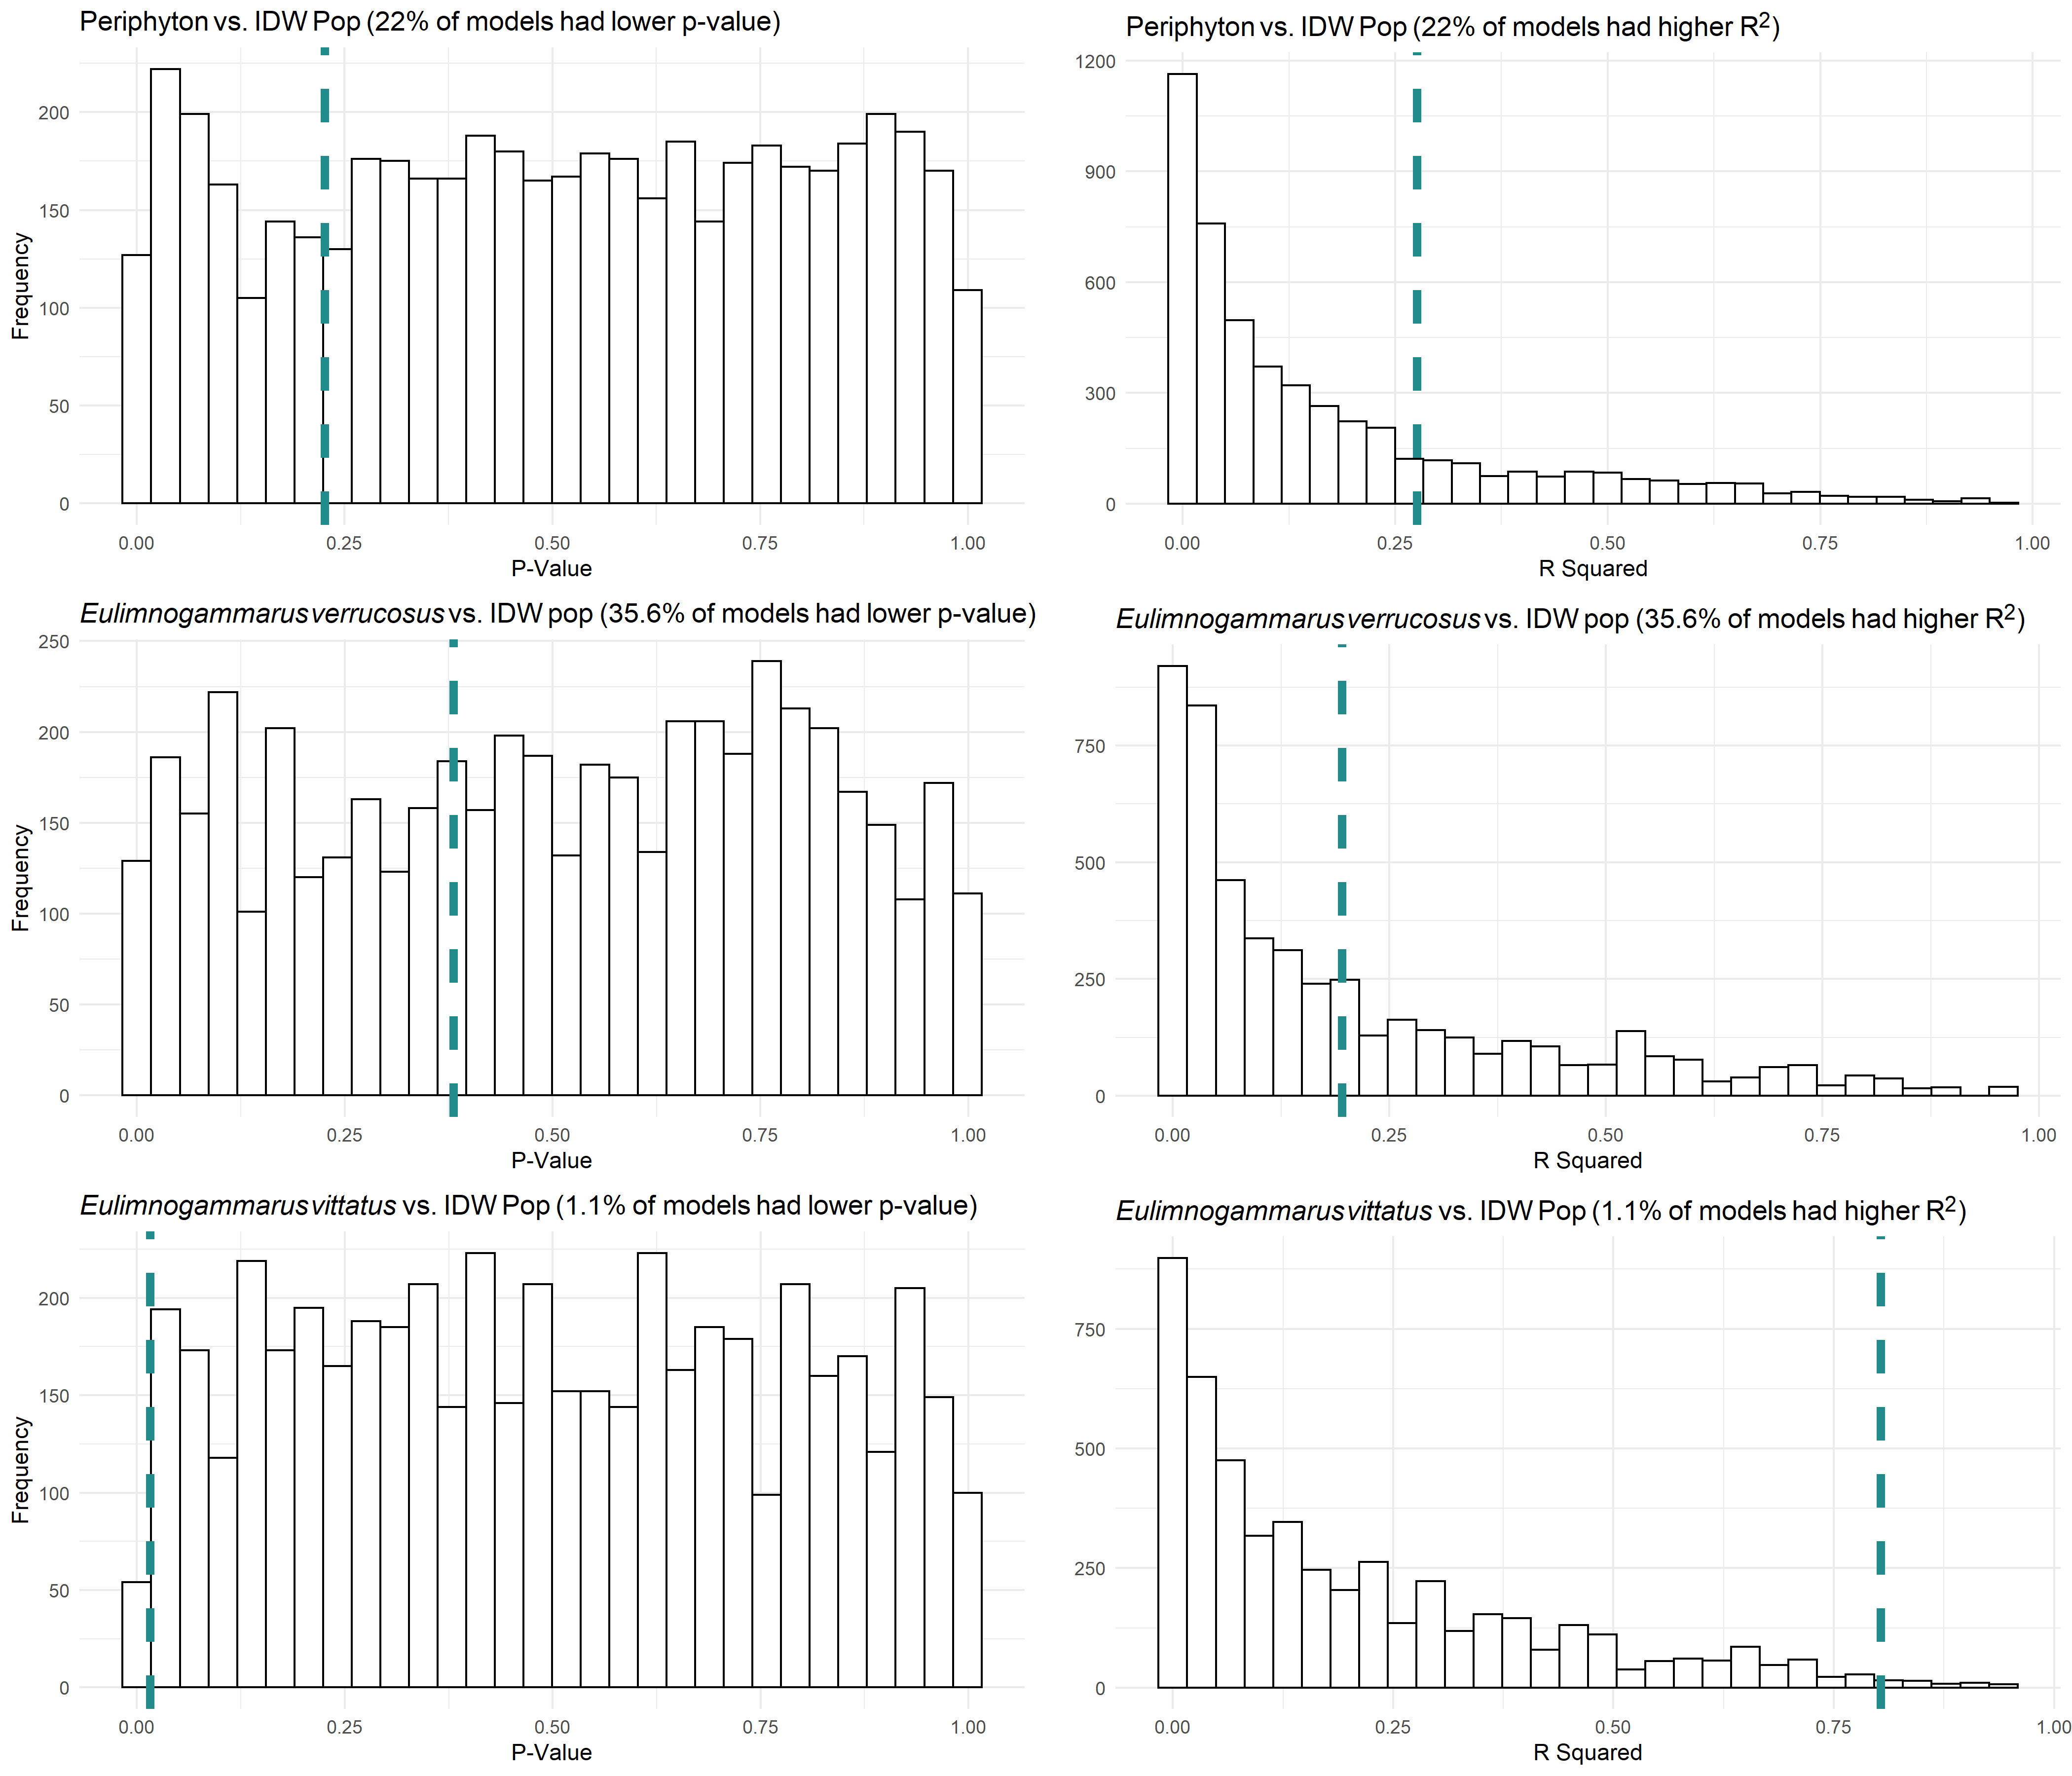 Periphyton vs. IDW Pop (22% of models had lower p-value)
Frequency
200
150
100
50
0
0.00 0.25 0.50 0.75 1.00
P-Value
Periphyton vs. IDW Pop (22% of models had higher R²)
1200
900
600
300
0
0.00 0.25 0.50 0.75 1.00
R Squared
Eulimnogammarus verrucosus vs. IDW pop (35.6% of models had lower p-value)
Frequency
250
200
150
100
50
0
0.00 0.25 0.50 0.75 1.00
P-Value
Eulimnogammarus verrucosus vs. IDW pop (35.6% of models had higher R²)
750
500
250
0
0.00 0.25 0.50 0.75 1.00
R Squared
Eulimnogammarus vittatus vs. IDW Pop (1.1% of models had lower p-value)
Frequency
200
150
100
50
0
0.00 0.25 0.50 0.75 1.00
P-Value
Eulimnogammarus vittatus vs. IDW Pop (1.1% of models had higher R²)
750
500
250
0
0.00 0.25 0.50 0.75 1.00
R Squared